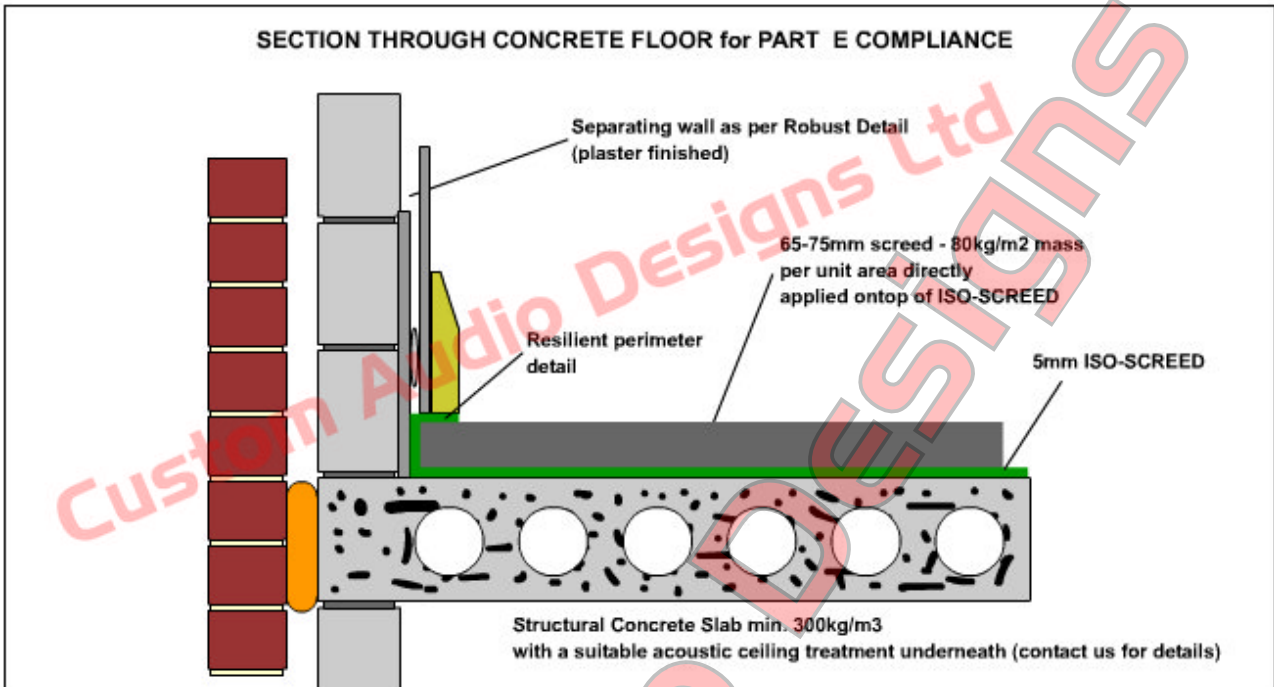 SECTION THROUGH CONCRETE FLOOR for PART E COMPLIANCE
Separating wall as per Robust Detail
(plaster finished)
65-75mm screed - 80kg/m2 mass
per unit area directly
applied ontop of ISO-SCREED
Resilient perimeter
detail
5mm ISO-SCREED
Structural Concrete Slab min. 300kg/m3
with a suitable acoustic ceiling treatment underneath (contact us for details)
Custom Audio Designs Ltd
Designs